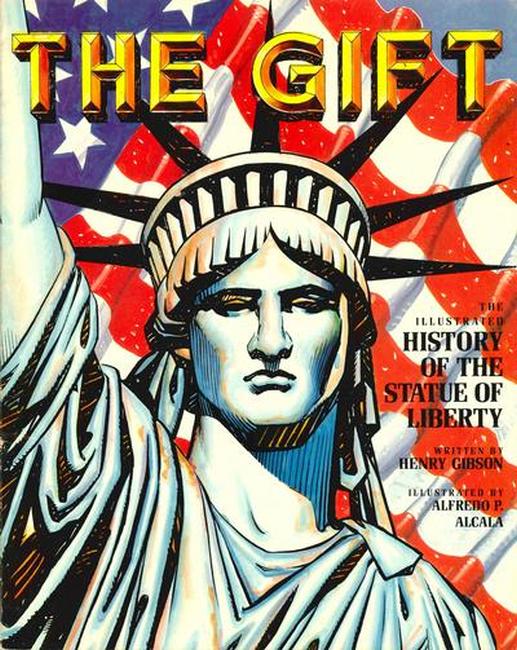 THE GIFT
THE
ILLUSTRATED
HISTORY
OF THE
STATUE OF
LIBERTY
WRITTEN BY
HENRY GIBSON
ILLUSTRATED BY
ALFREDO P.
ALCALA